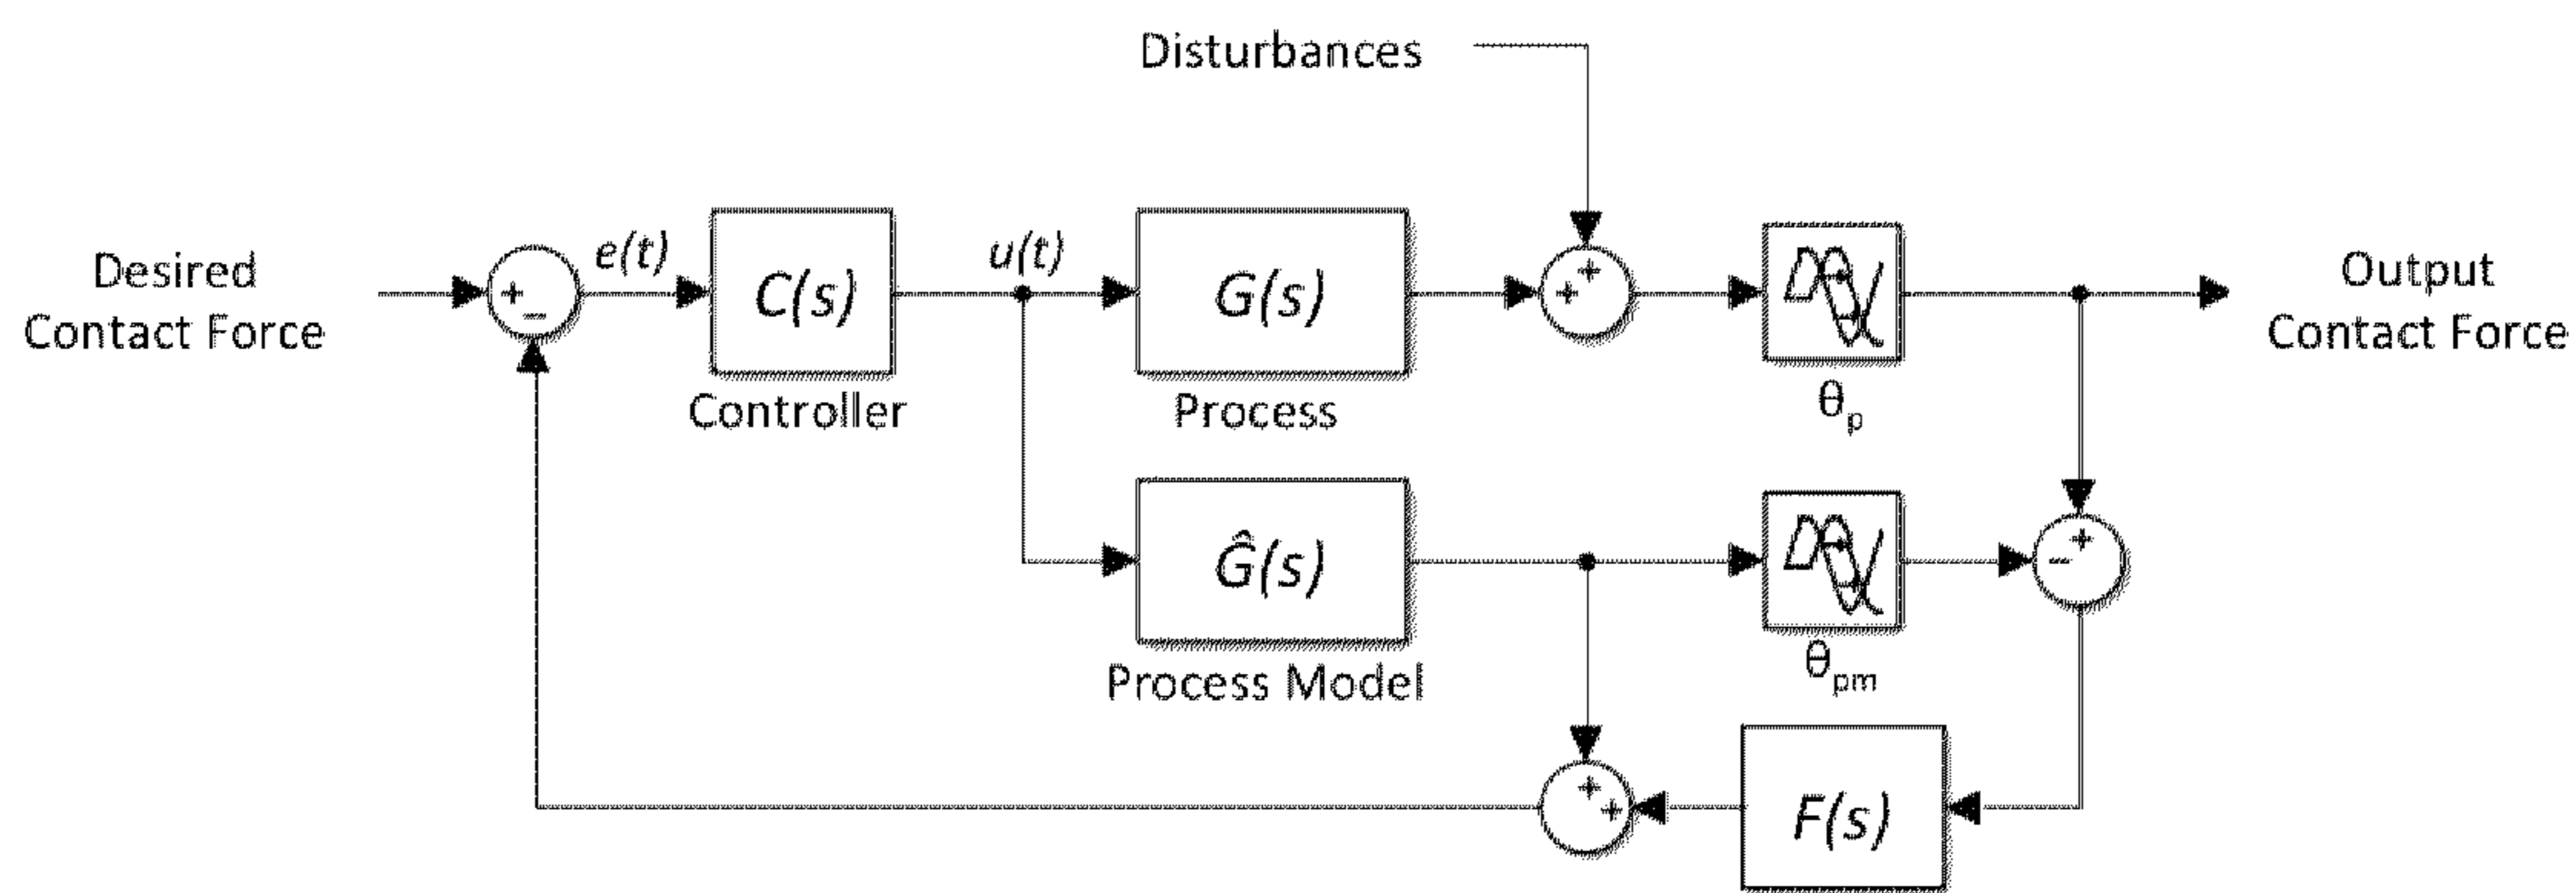 Disturbances
Desired
Contact Force
+
−
e(t)
C(s)
Controller
u(t)
G(s)
Process
+
+
θp
Output
Contact Force
Ĝ(s)
Process Model
θpm
+
−
+
+
F(s)